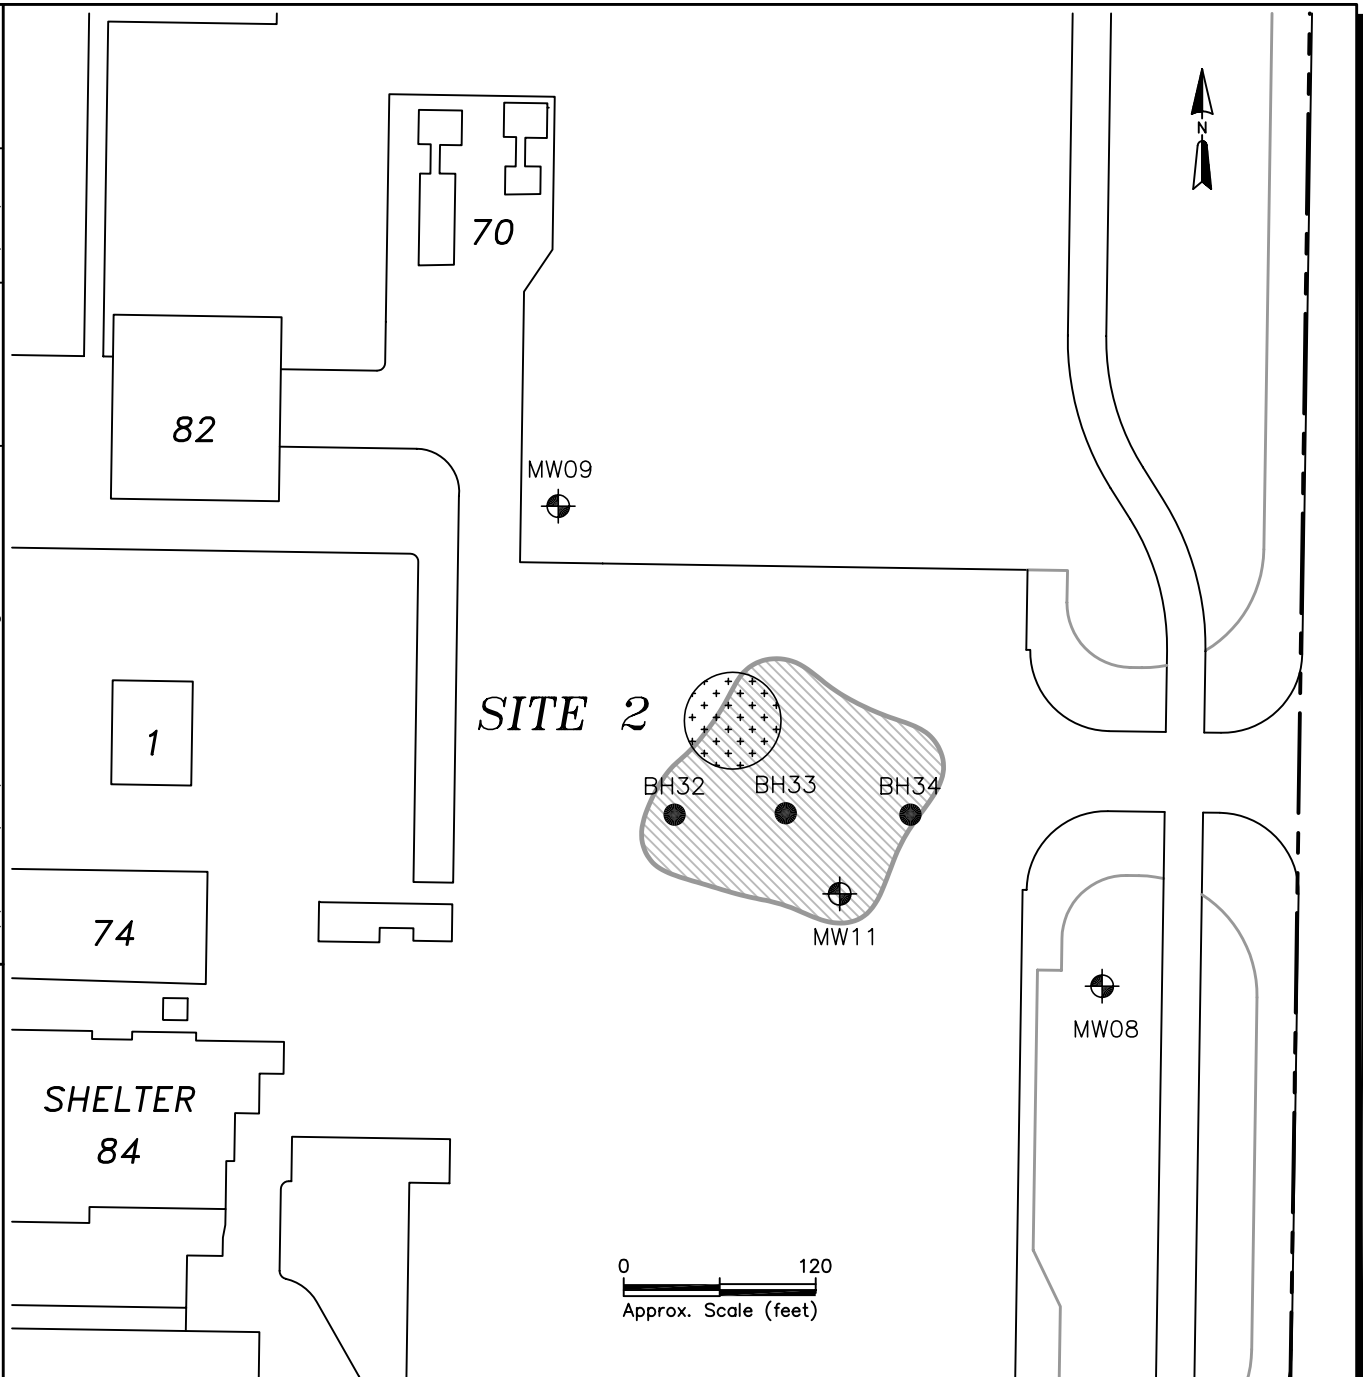 N
70
82
MW09
SITE 2
1
BH32
BH33
BH34
74
MW11
MW08
SHELTER
84
0 120
Approx. Scale (feet)